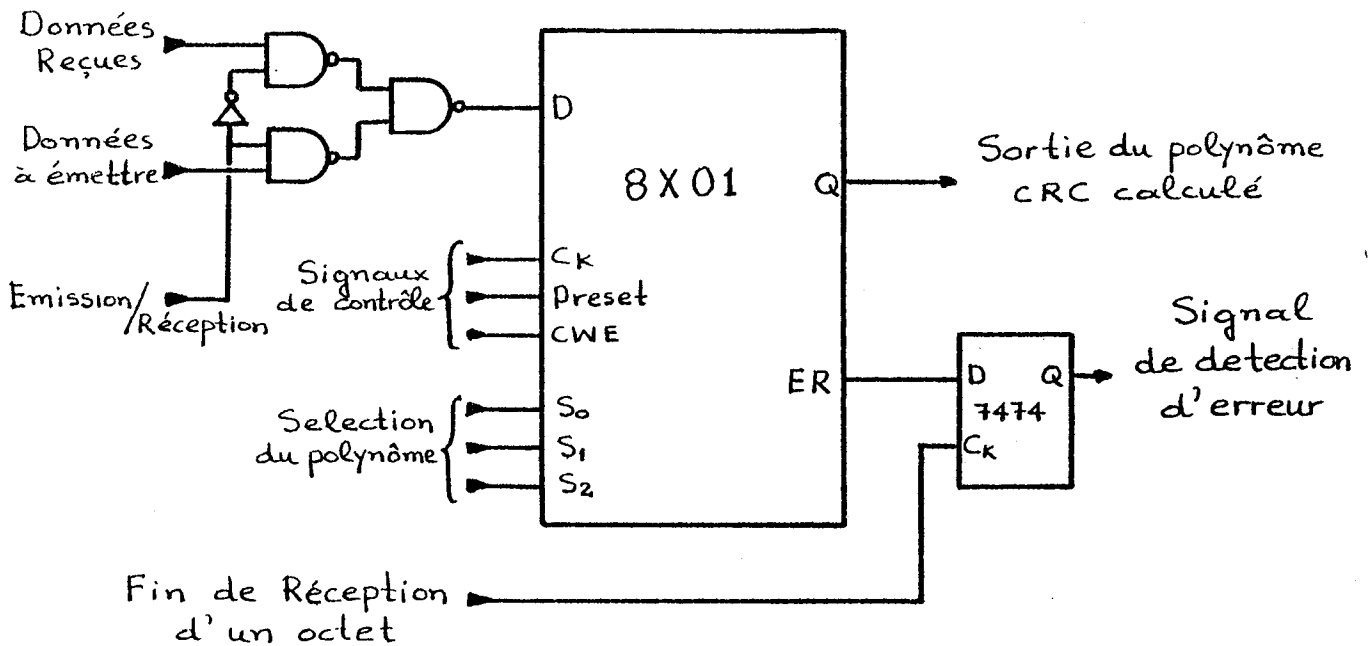 Données
Reçues
Données
à émettre
Emission/
Réception
Signaux
de contrôle
Selection
du polynôme
D
8X01
Q
CK
Preset
CWE
ER
S0
S1
S2
Sortie du polynôme
CRC calculé
D Q
7474
CK
Signal
de detection
d'erreur
Fin de Réception
d'un octet